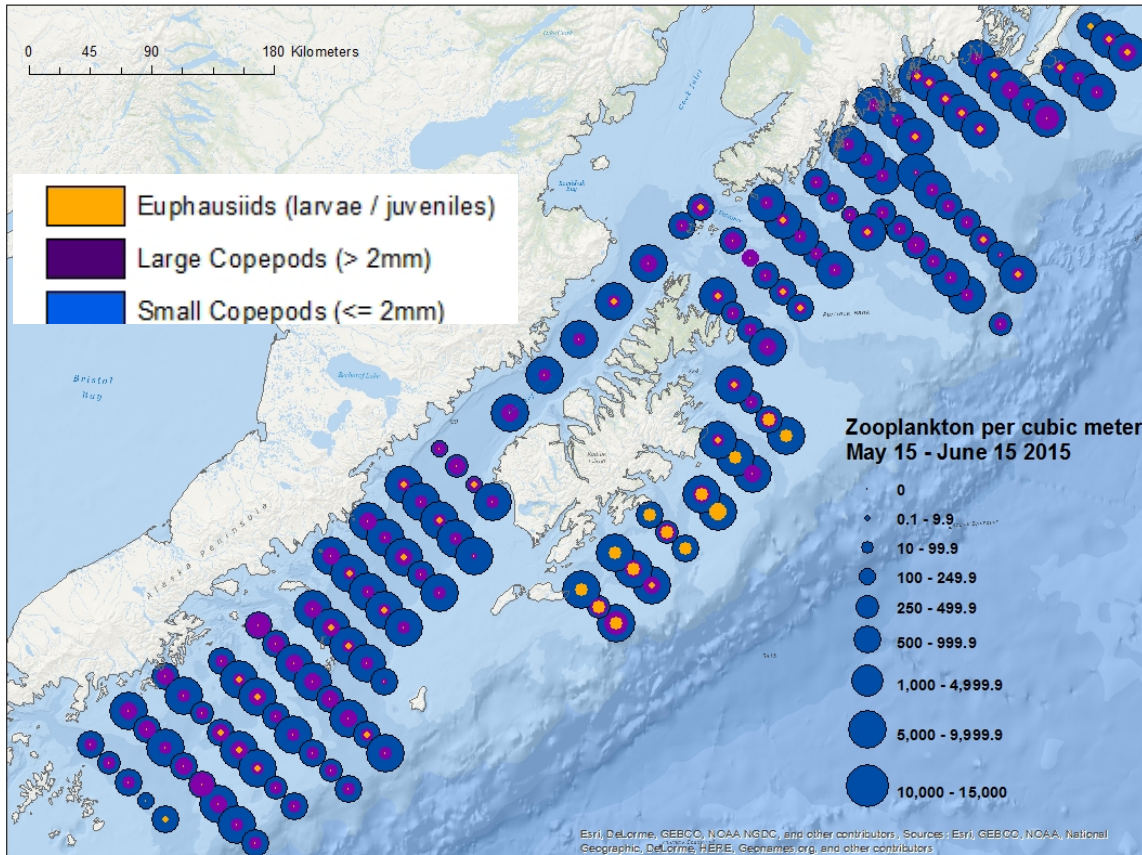 0 45 90 180 Kilometers
Cook Inlet
Euphausiids (larvae / juveniles)
Large Copepods (> 2mm)
Small Copepods (<= 2mm)
Bristol
Bay
Alaska Peninsula
Zooplankton per cubic meter
May 15 - June 15 2015
0
0.1 - 9.9
10 - 99.9
100 - 249.9
250 - 499.9
500 - 999.9
1,000 - 4,999.9
5,000 - 9,999.9
10,000 - 15,000
Esri, DeLorme, GEBCO, NOAA NGDC, and other contributors, Sources: Esri, GEBCO, NOAA, National
Geographic, DeLorme, HERE, Geonames.org, and other contributors